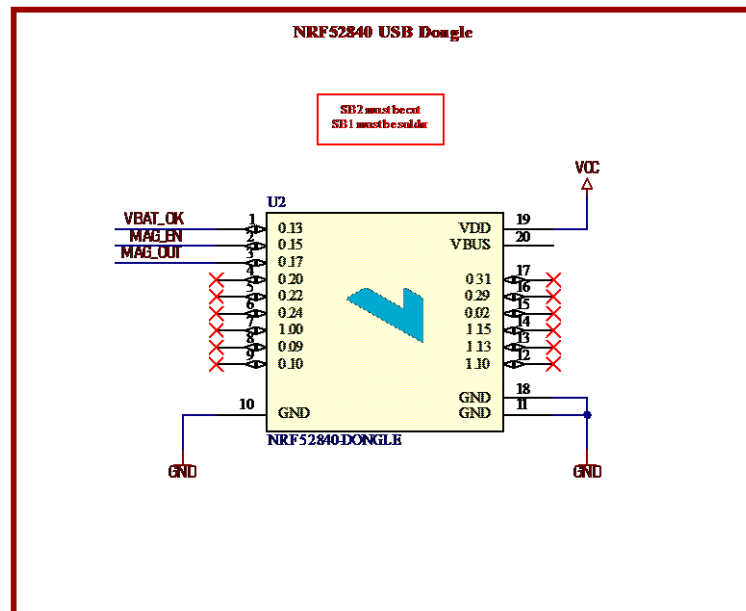 NRF52840 USB Dongle
SB2 must be cut
SB1 must be solder
VCC
U2
VBAT_OK 1 0.13 VDD 19
MAG_EN 2 0.15 VBUS 20
MAG_OUT 3 0.17
4 0.20 0.31 17
5 0.22 0.29 16
6 0.24 0.02 15
7 1.00 1.15 14
8 0.09 1.13 13
9 0.10 1.10 12
GND 18
10 GND GND 11
NRF52840-DONGLE
GND GND